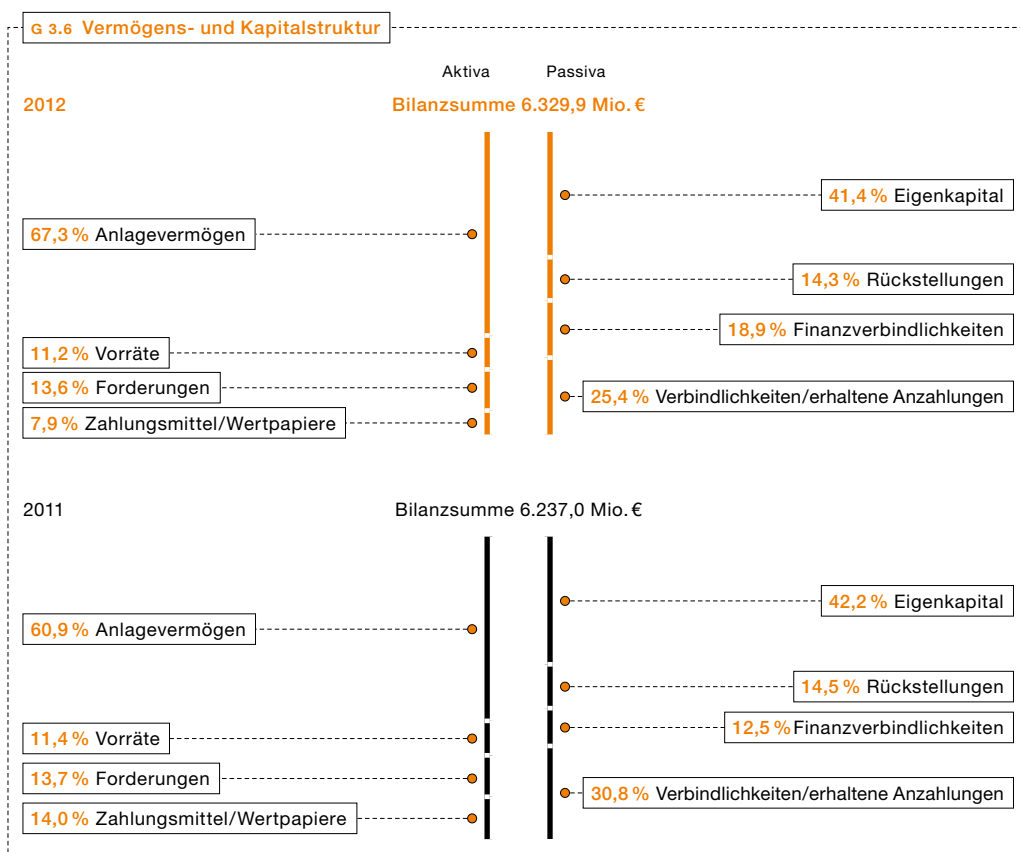 G 3.6 Vermögens- und Kapitalstruktur
Aktiva Passiva
2012 Bilanzsumme 6.329,9 Mio. €
41,4 % Eigenkapital
67,3 % Anlagevermögen
14,3 % Rückstellungen
18,9 % Finanzverbindlichkeiten
11,2 % Vorräte
13,6 % Forderungen
25,4 % Verbindlichkeiten/erhaltene Anzahlungen
7,9 % Zahlungsmittel/Wertpapiere
2011 Bilanzsumme 6.237,0 Mio. €
42,2 % Eigenkapital
60,9 % Anlagevermögen
14,5 % Rückstellungen
12,5 % Finanzverbindlichkeiten
11,4 % Vorräte
13,7 % Forderungen
30,8 % Verbindlichkeiten/erhaltene Anzahlungen
14,0 % Zahlungsmittel/Wertpapiere